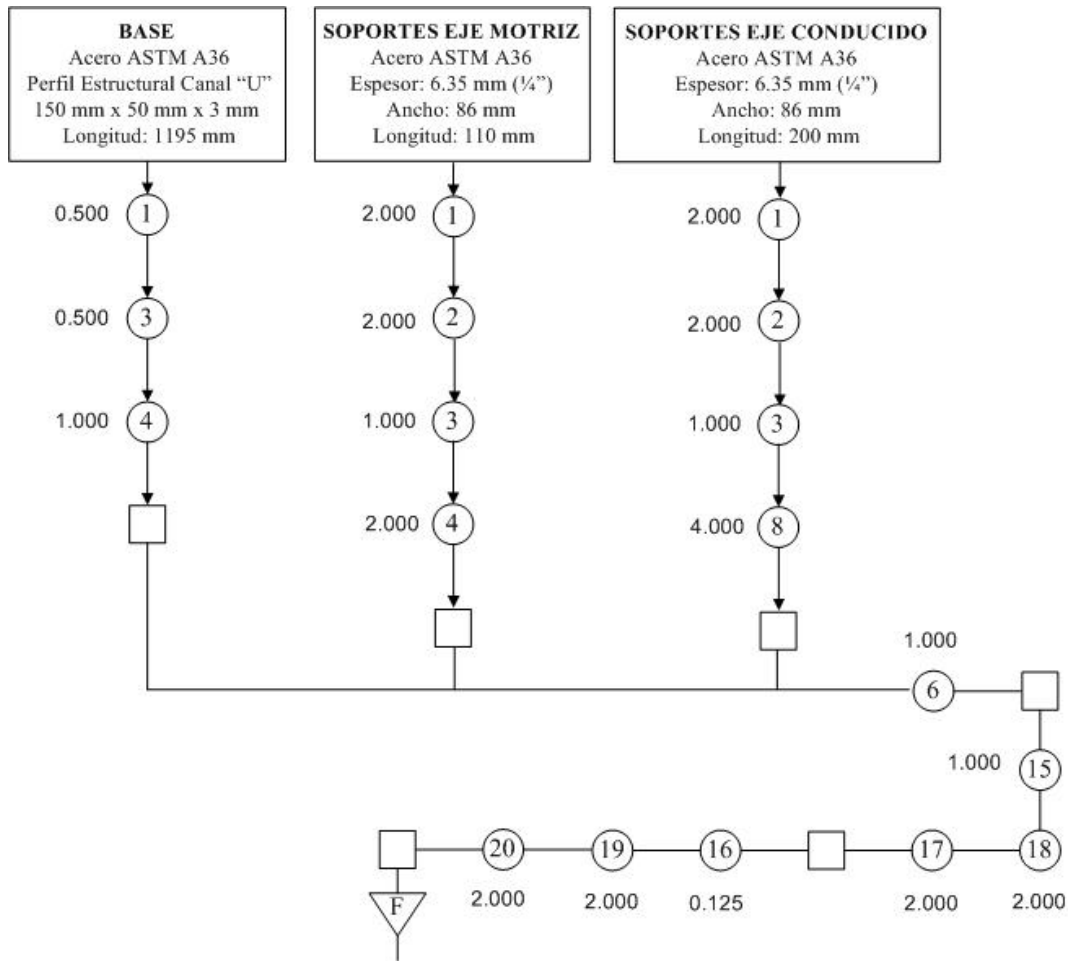 BASE
Acero ASTM A36
Perfil Estructural Canal “U”
150 mm x 50 mm x 3 mm
Longitud: 1195 mm
SOPORTES EJE MOTRIZ
Acero ASTM A36
Espesor: 6.35 mm (¼”)
Ancho: 86 mm
Longitud: 110 mm
SOPORTES EJE CONDUCIDO
Acero ASTM A36
Espesor: 6.35 mm (¼”)
Ancho: 86 mm
Longitud: 200 mm
0.500 1
2.000 1
2.000 1
0.500 3
2.000 2
2.000 2
1.000 4
1.000 3
1.000 3
2.000 4
4.000 8
1.000
6
1.000 15
20 19 16 17 18
2.000 2.000 0.125 2.000 2.000
F